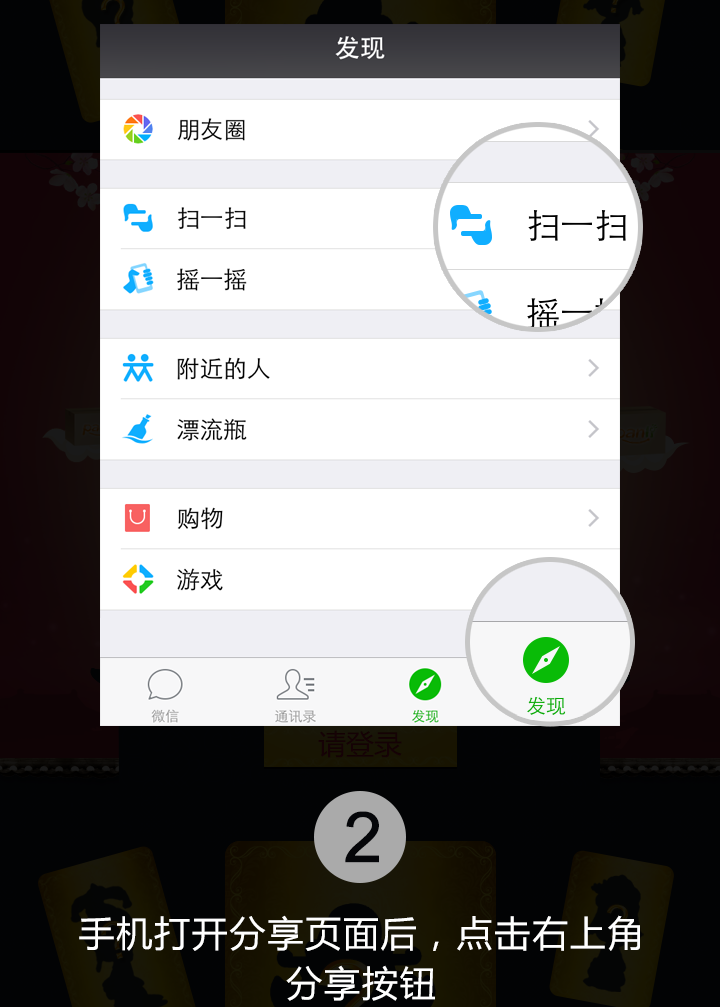 发现
朋友圈
扫一扫
扫一扫
摇一摇
摇一
附近的人
漂流瓶
购物
游戏
发现
微信
通讯录
发现
请登录
2
手机打开分享页面后，点击右上角
分享按钮